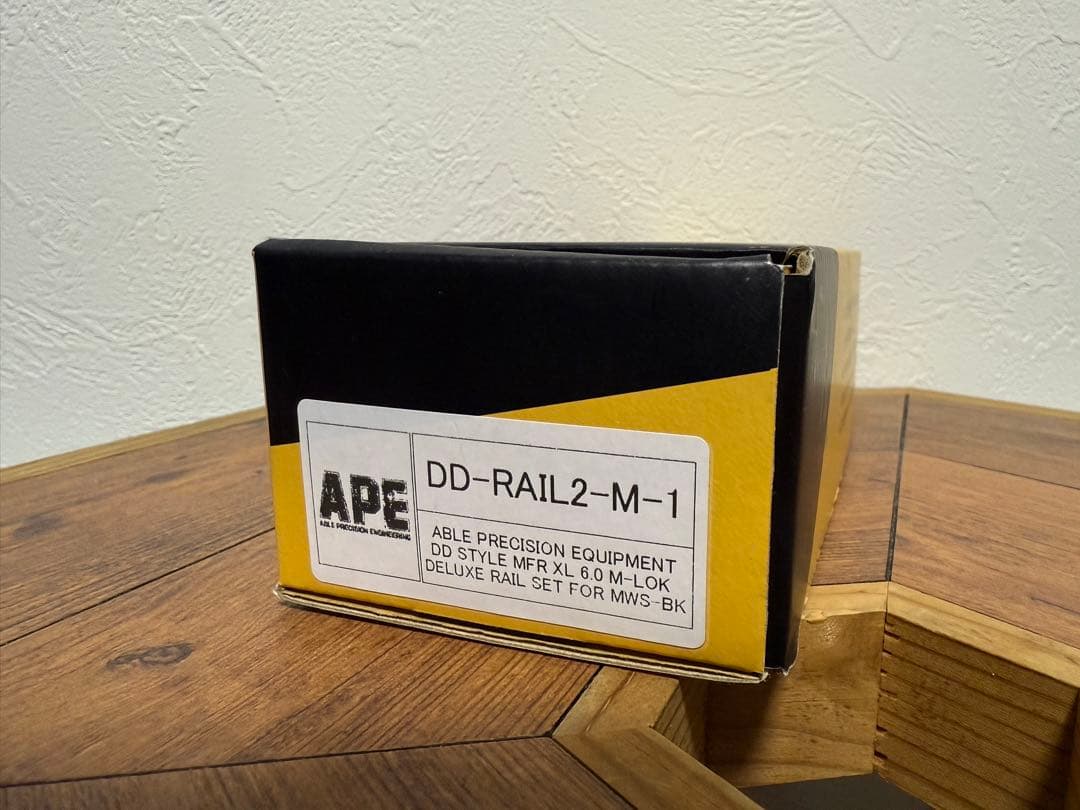 APE
ABLE PRECISION ENGINEERING
DD-RAIL2-M-1
ABLE PRECISION EQUIPMENT
DD STYLE MFR XL 6.0 M-LOK
DELUXE RAIL SET FOR MWS-BK